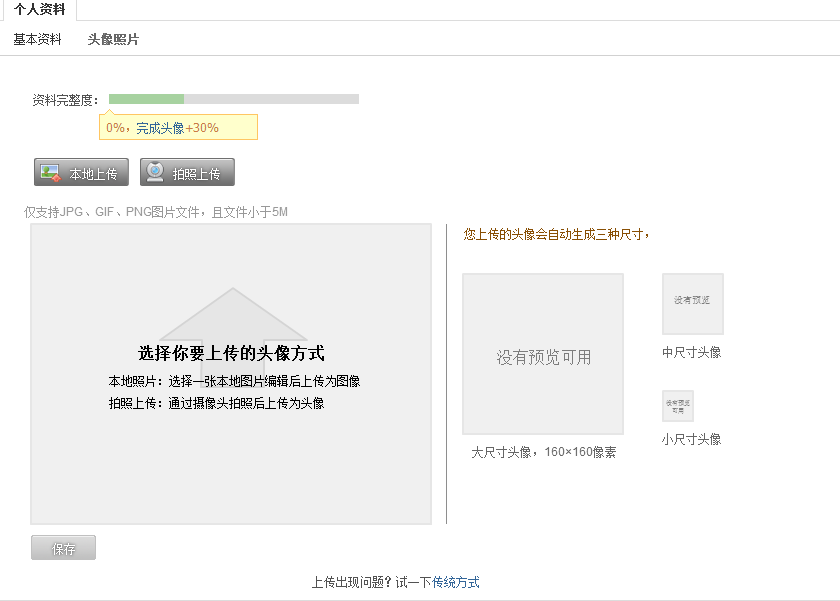 个人资料
基本资料 头像照片
资料完整度：
0%，完成头像+30%
本地上传 拍照上传
仅支持JPG、GIF、PNG图片文件，且文件小于5M
您上传的头像会自动生成三种尺寸，
选择你要上传的头像方式
本地照片：选择一张本地图片编辑后上传为图像
拍照上传：通过摄像头拍照后上传为头像
没有预览可用
大尺寸头像，160×160像素
没有预览
中尺寸头像
没有预览
可用
小尺寸头像
保存
上传出现问题？试一下传统方式